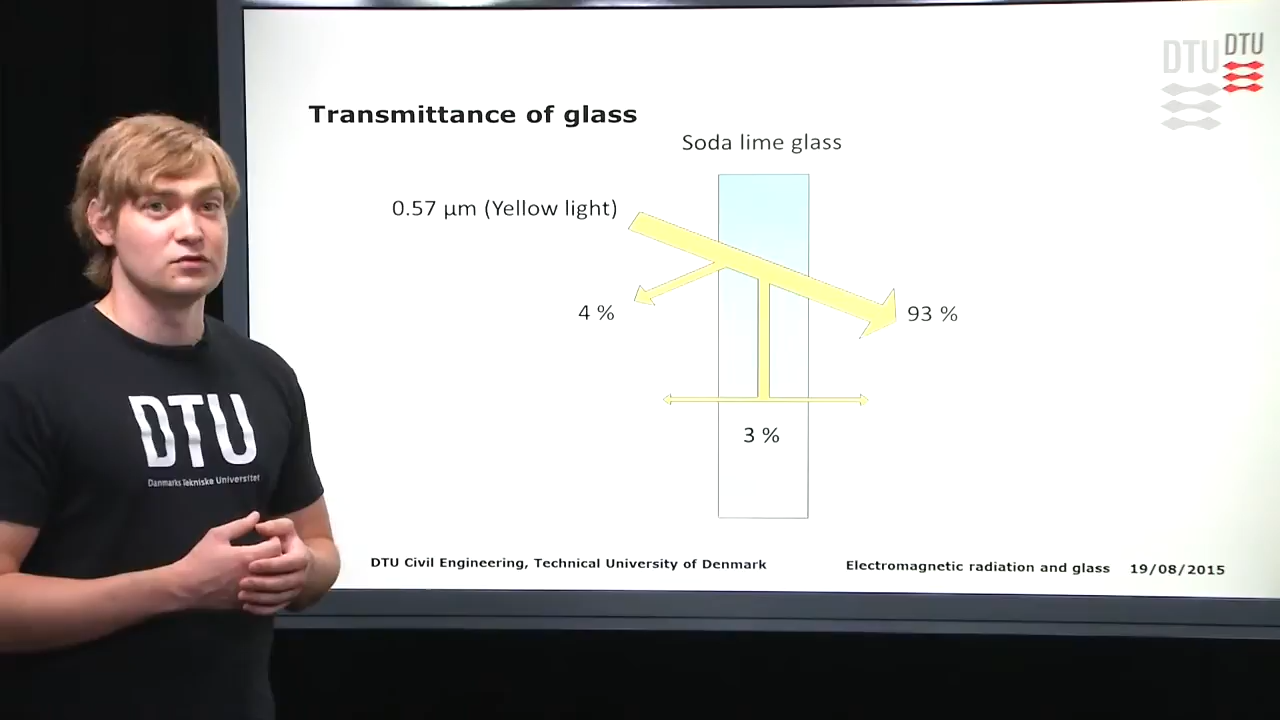 DTU
DTU
Transmittance of glass
Soda lime glass
0.57 µm (Yellow light)
4 %
93 %
3 %
DTU
Danmarks Tekniske Universitet
DTU Civil Engineering, Technical University of Denmark
Electromagnetic radiation and glass 19/08/2015